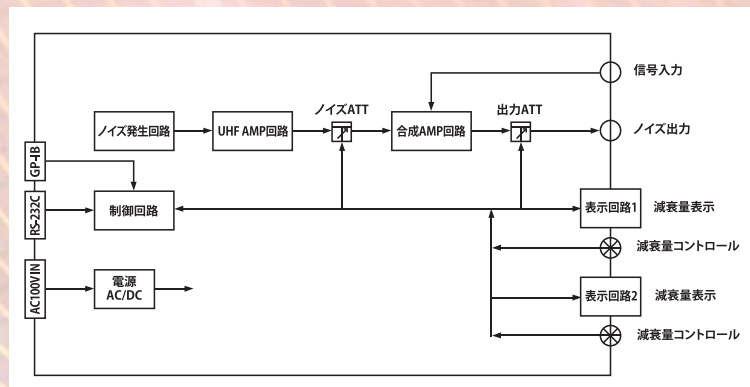 信号入力
ノイズATT
出力ATT
ノイズ発生回路
UHF AMP回路
合成AMP回路
ノイズ出力
GP-IB
RS-232C
制御回路
表示回路1
減衰量表示
減衰量コントロール
AC100V IN
電源
AC/DC
表示回路2
減衰量表示
減衰量コントロール